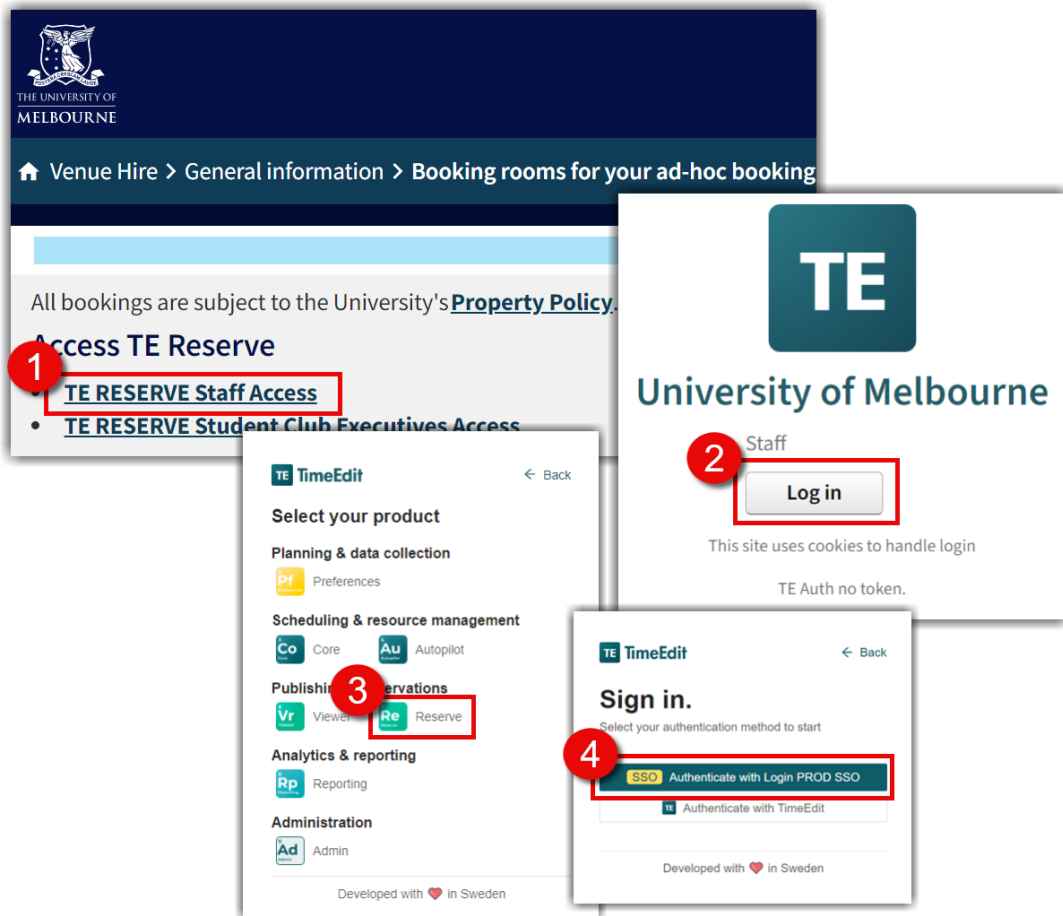 THE UNIVERSITY OF
MELBOURNE
Venue Hire > General information > Booking rooms for your ad-hoc booking
All bookings are subject to the University's Property Policy.
Access TE Reserve
1
• TE RESERVE Staff Access
• TE RESERVE Student Club Executives Access
TE
University of Melbourne
Staff
2
Log in
This site uses cookies to handle login
TE Auth no token.
TE TimeEdit
← Back
Select your product
Planning & data collection
Pf Preferences
Scheduling & resource management
Co Core Au Autopilot
3
Vr Viewer Re Reserve
Analytics & reporting
Rp Reporting
Administration
Ad Admin
Developed with ❤ in Sweden
TE TimeEdit
← Back
Sign in.
Select your authentication method to start
4
SSO Authenticate with Login PROD SSO
TE Authenticate with TimeEdit
Developed with ❤ in Sweden